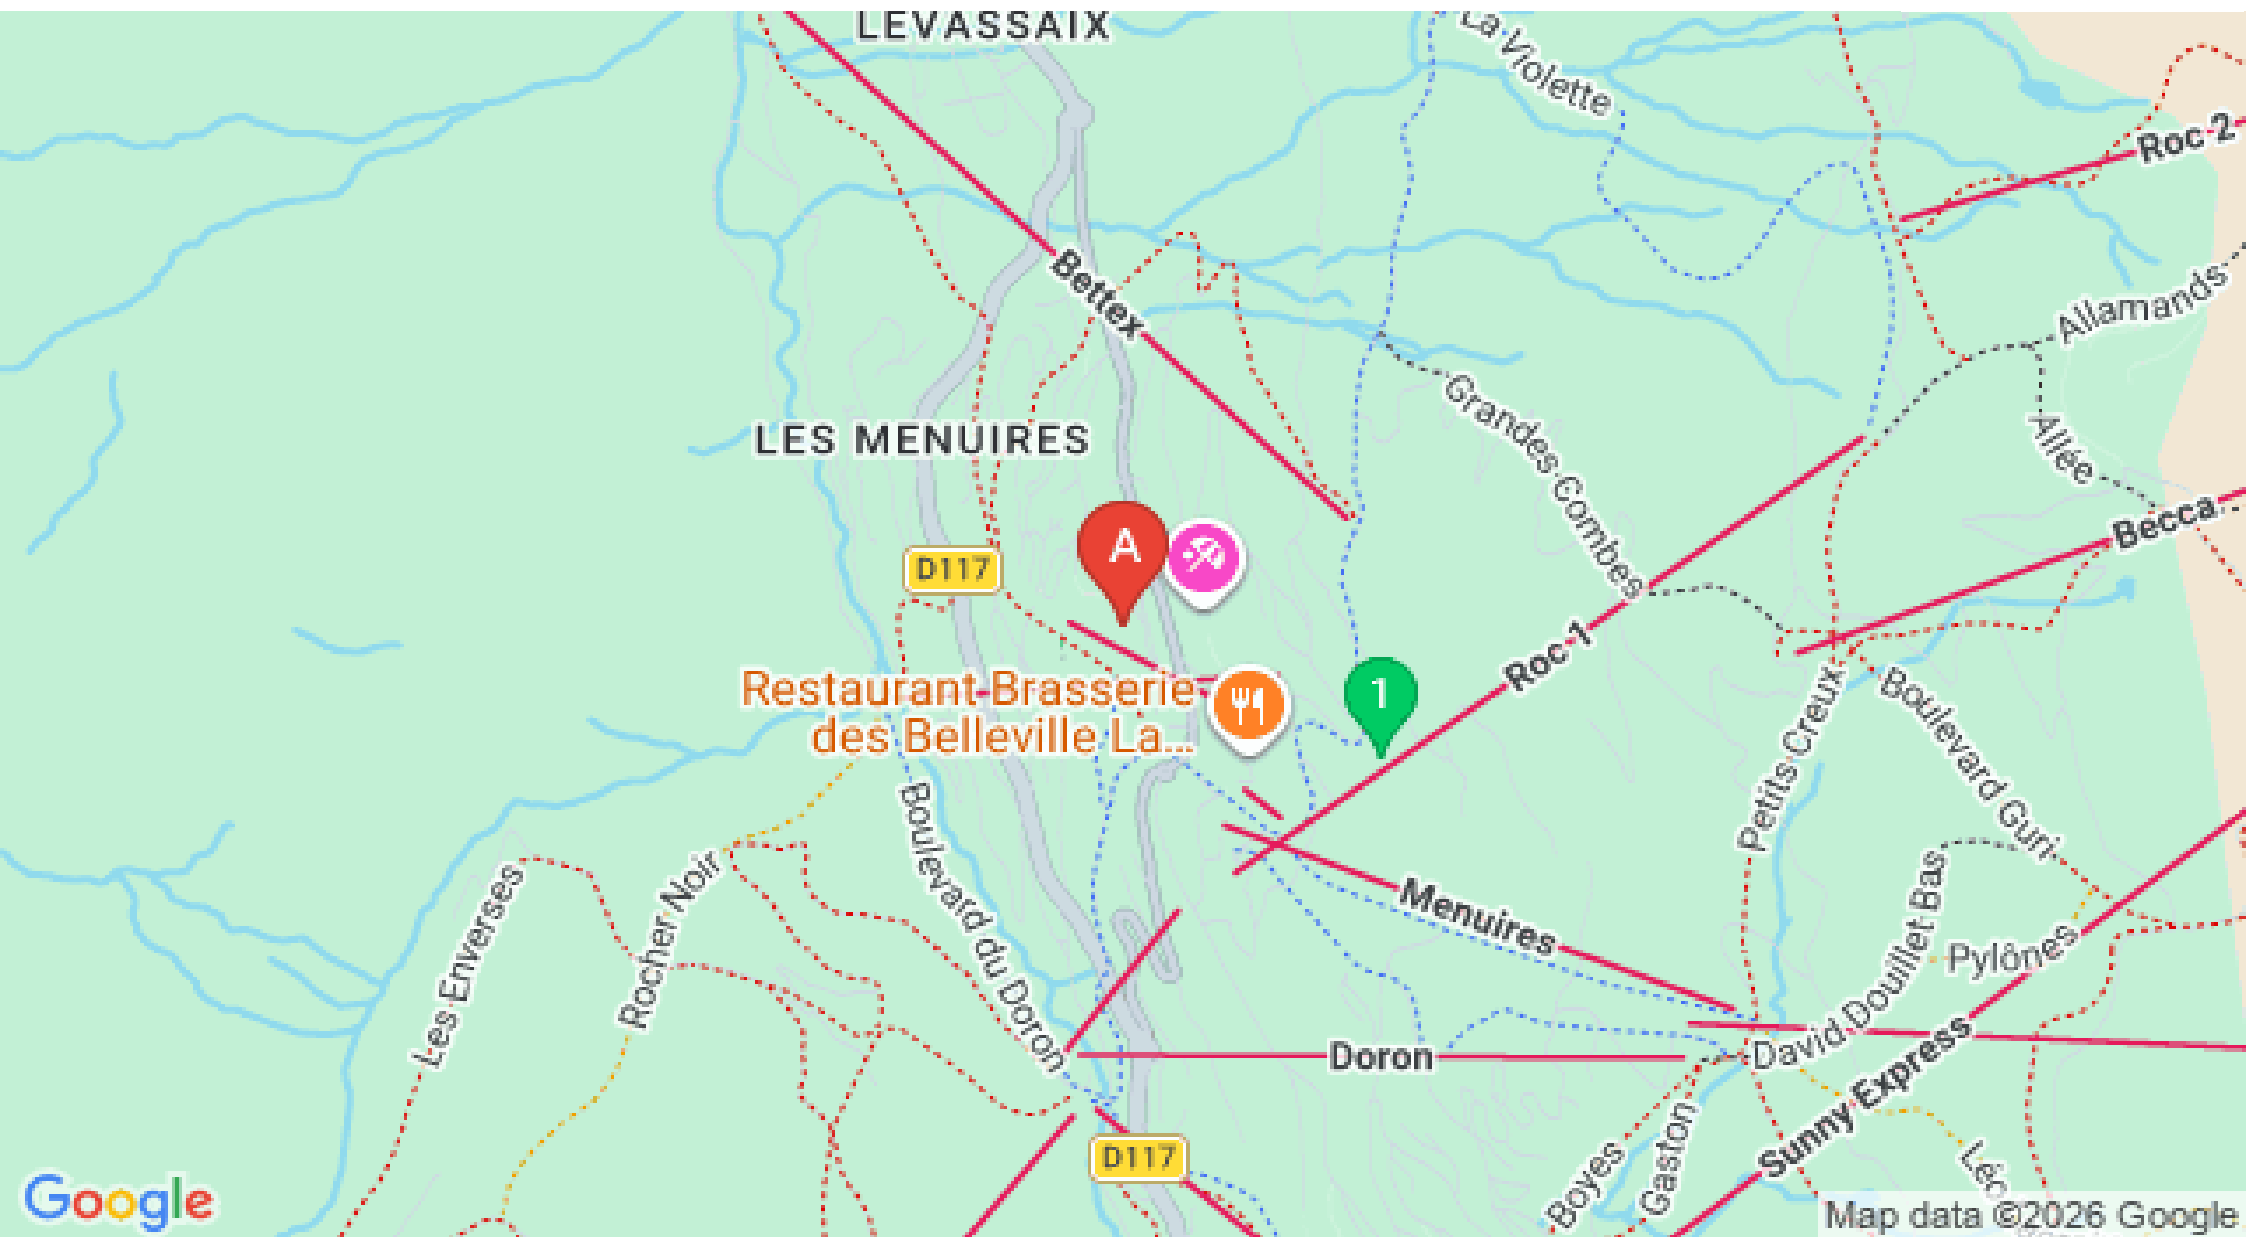 LEVASSAIX
La Violette
Roc 2
Bettex
Allamands
Grandes Combes
Allée
LES MENUIRES
Becca
A
D117
Roc 1
1
Restaurant Brasserie
des Belleville La...
Petits Creux
Boulevard Guri
Boulevard du Doron
Les Enverses
Rocher Noir
Menuires
David Douillet Bas
Pylônes
Doron
Sunny Express
D117
Boyes
Gaston
Léo
Google
Map data ©2026 Google